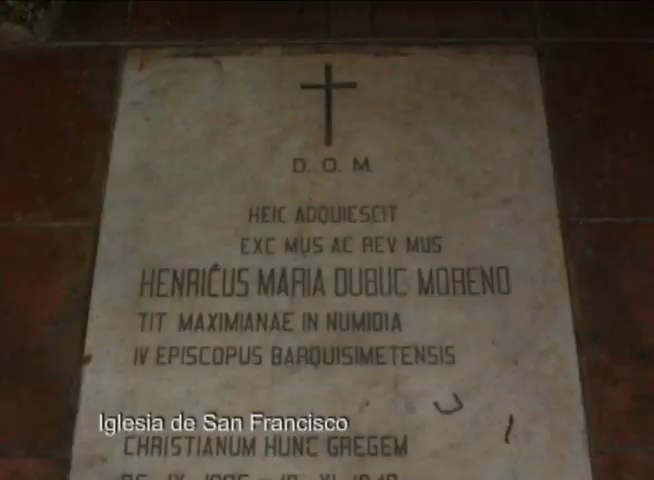 D. O. M.
HEIC ADQUIESCIT
EXC MUS AC REV MUS
HENRICUS MARIA DUBUC MORENO
TIT MAXIMIANAE IN NUMIDIA
IV EPISCOPUS BARQUISIMETENSIS
Iglesia de San Francisco
CHRISTIANUM HUNC GREGEM